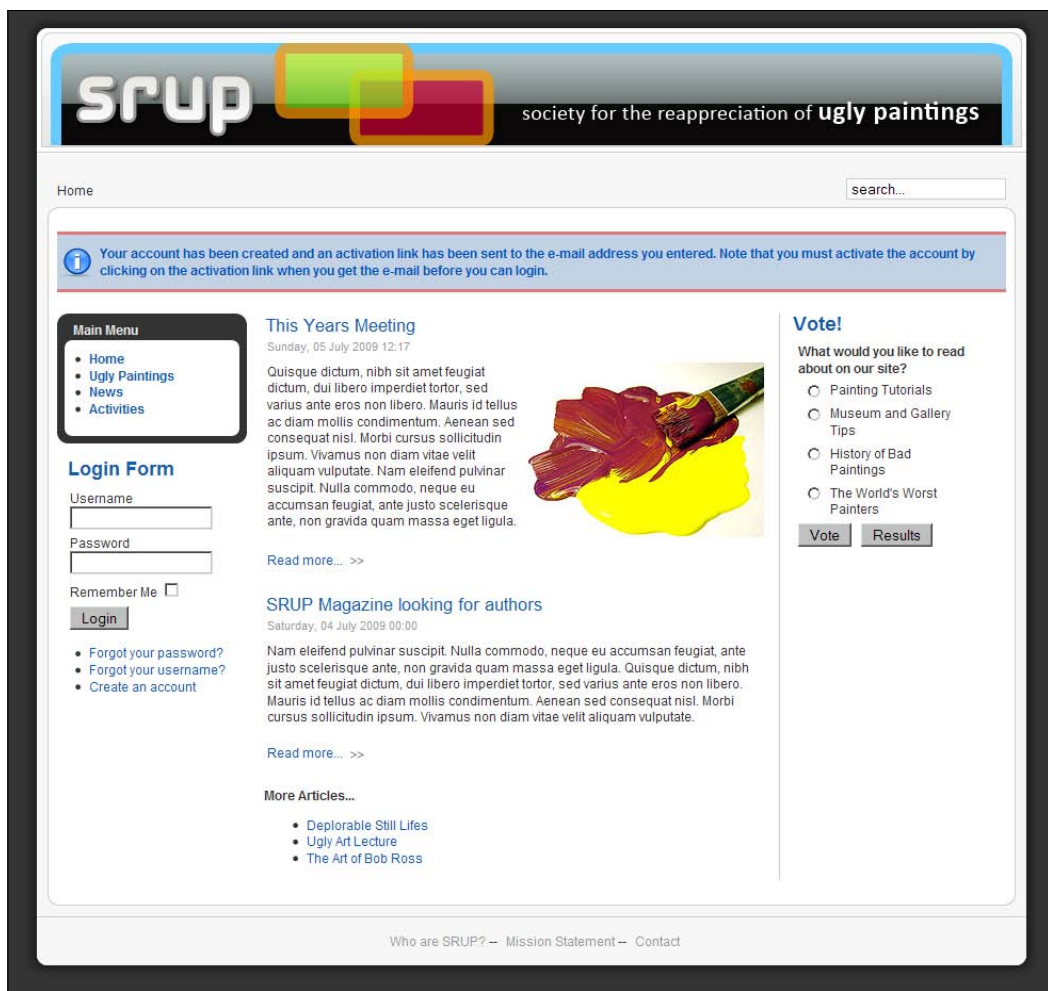 srup
society for the reappreciation of ugly paintings
Home
search...
Your account has been created and an activation link has been sent to the e-mail address you entered. Note that you must activate the account by
clicking on the activation link when you get the e-mail before you can login.
Main Menu
Home
Ugly Paintings
News
Activities
Login Form
Username
Password
Remember Me
Login
Forgot your password?
Forgot your username?
Create an account
This Years Meeting
Sunday, 05 July 2009 12:17
Quisque dictum, nibh sit amet feugiat
dictum, dui libero imperdiet tortor, sed
varius ante eros non libero. Mauris id tellus
ac diam mollis condimentum. Aenean sed
consequat nisl. Morbi cursus sollicitudin
ipsum. Vivamus non diam vitae velit
aliquam vulputate. Nam eleifend pulvinar
suscipit. Nulla commodo, neque eu
accumsan feugiat, ante justo scelerisque
ante, non gravida quam massa eget ligula.
Read more... >>
SRUP Magazine looking for authors
Saturday, 04 July 2009 00:00
Nam eleifend pulvinar suscipit. Nulla commodo, neque eu accumsan feugiat, ante
justo scelerisque ante, non gravida quam massa eget ligula. Quisque dictum, nibh
sit amet feugiat dictum, dui libero imperdiet tortor, sed varius ante eros non libero.
Mauris id tellus ac diam mollis condimentum. Aenean sed consequat nisl. Morbi
cursus sollicitudin ipsum. Vivamus non diam vitae velit aliquam vulputate.
Read more... >>
More Articles...
Deplorable Still Lifes
Ugly Art Lecture
The Art of Bob Ross
Vote!
What would you like to read
about on our site?
Painting Tutorials
Museum and Gallery
Tips
History of Bad
Paintings
The World's Worst
Painters
Vote Results
Who are SRUP? -- Mission Statement -- Contact